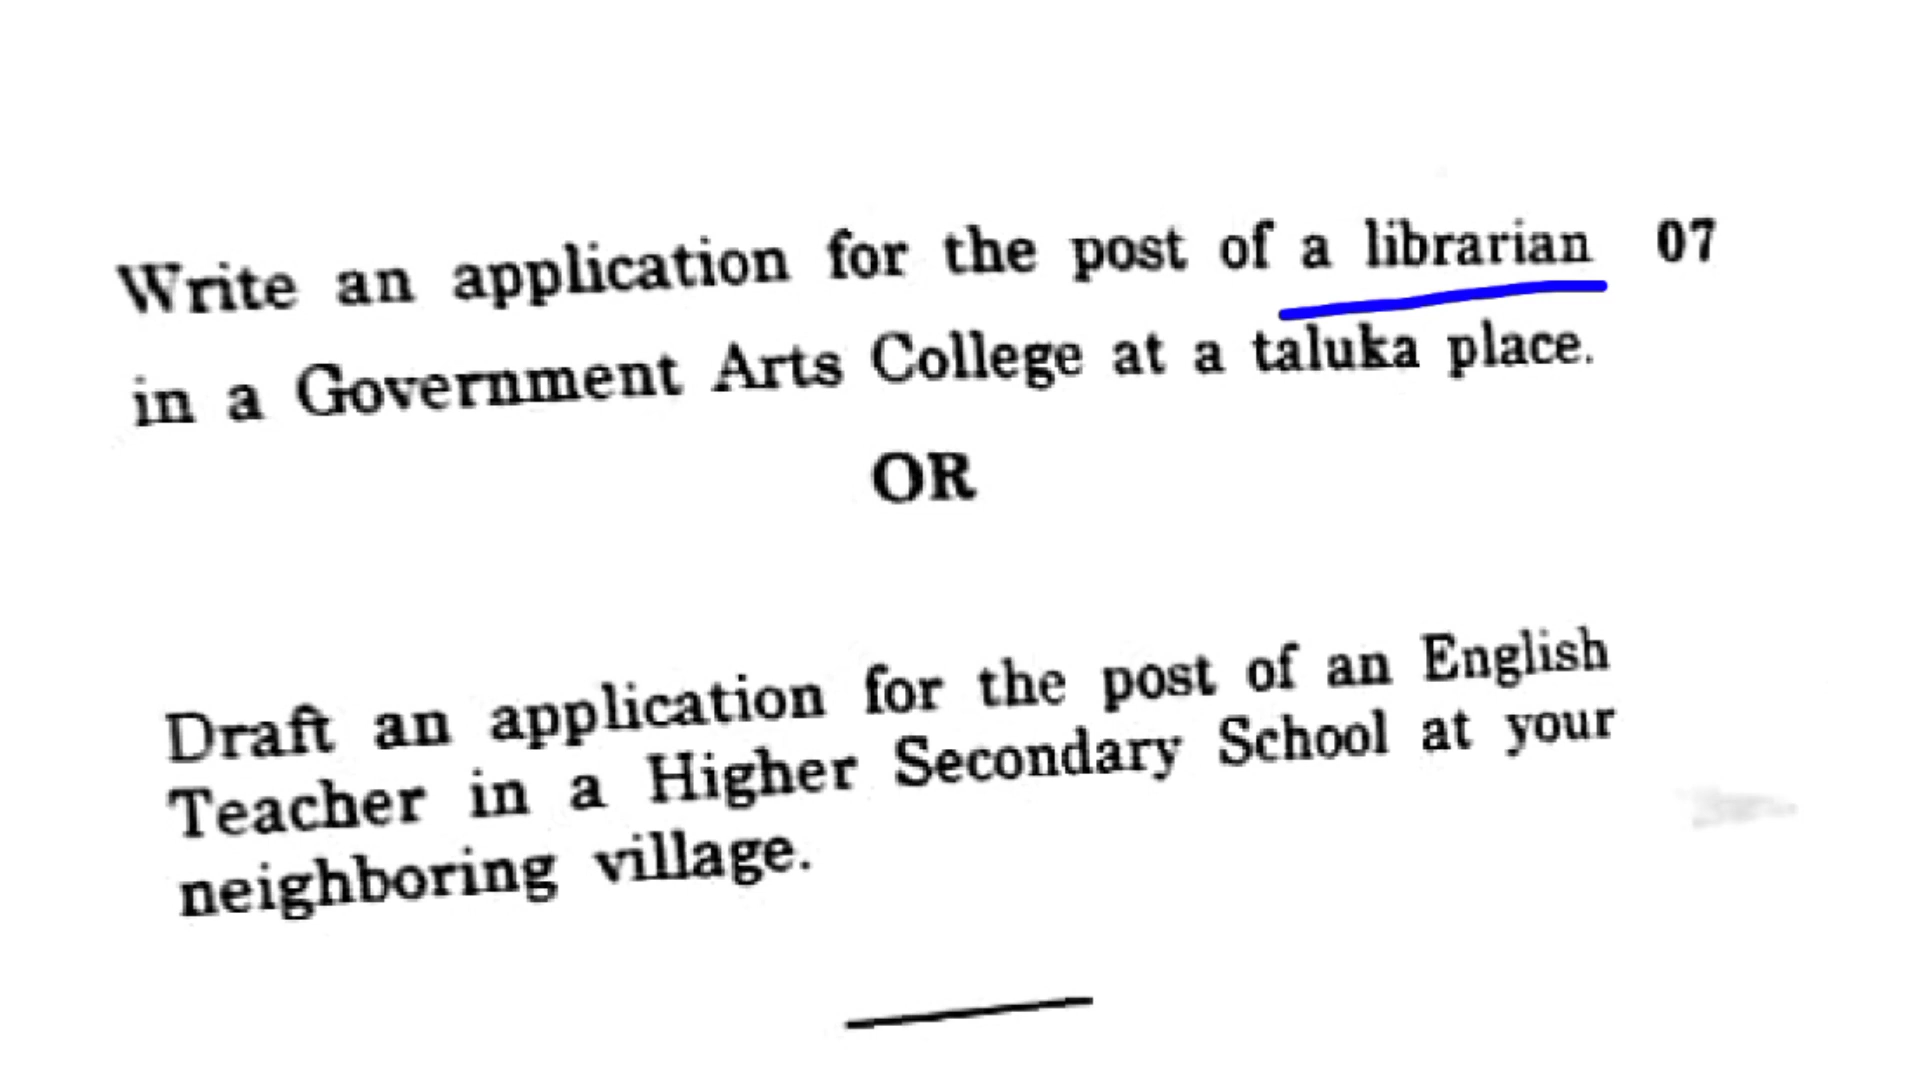 Write an application for the post of a librarian 07
in a Government Arts College at a taluka place.
OR
Draft an application for the post of an English
Teacher in a Higher Secondary School at your
neighboring village.